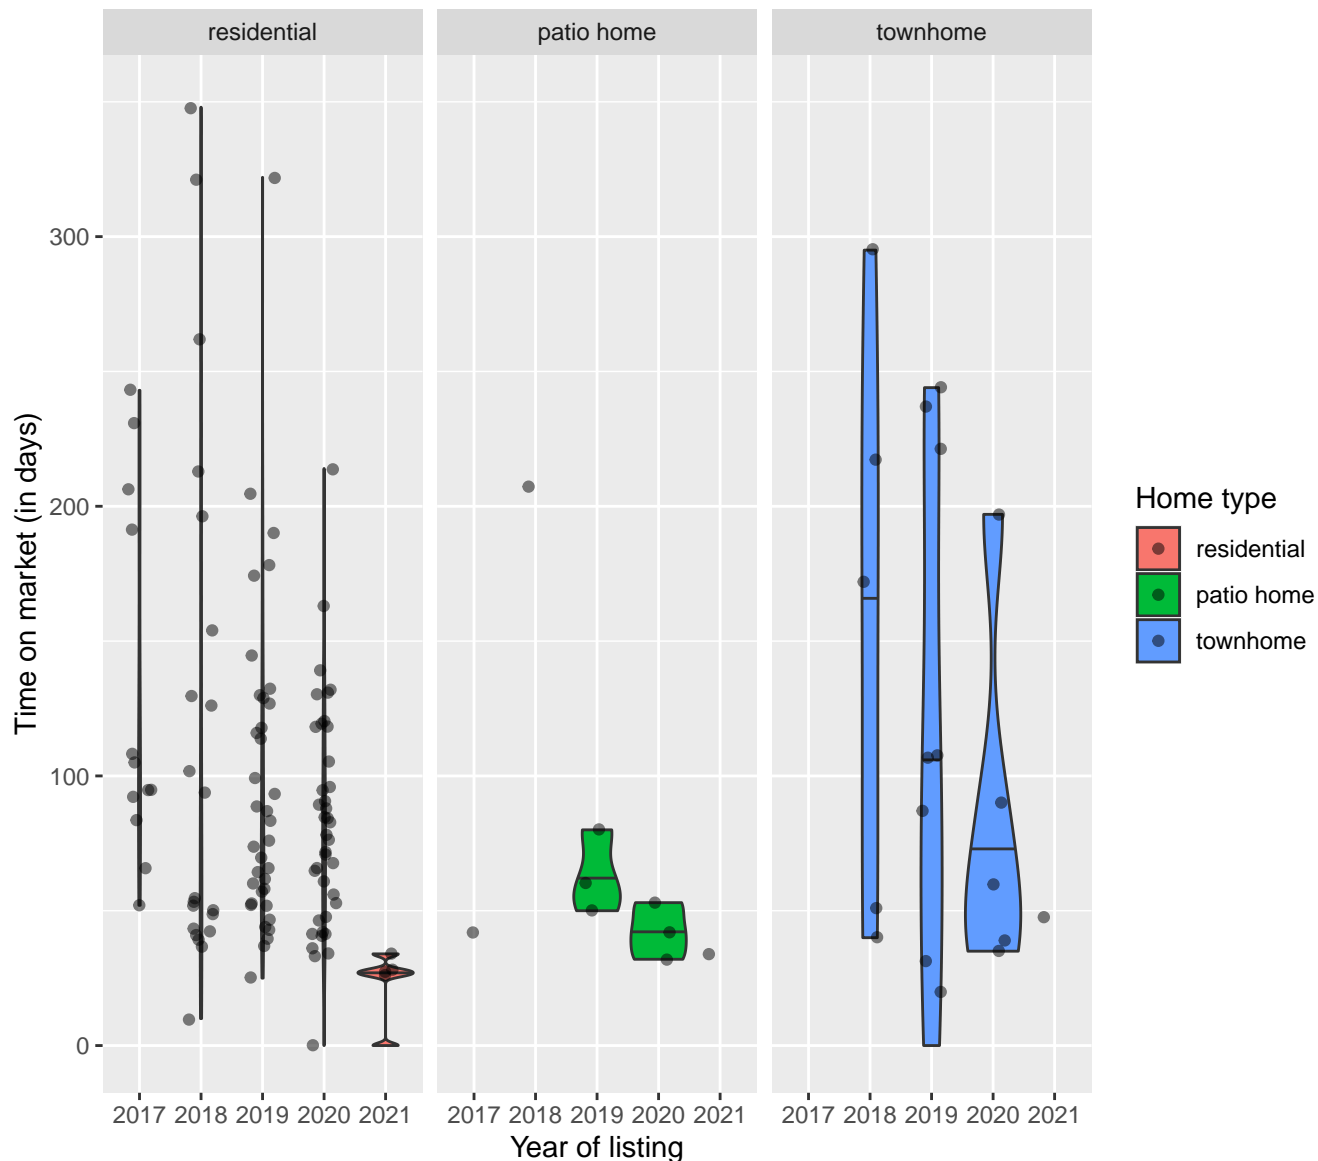 residential
patio home
townhome
Time on market (in days)
300
200
100
0
2017 2018 2019 2020 2021
2017 2018 2019 2020 2021
2017 2018 2019 2020 2021
Year of listing
Home type
residential
patio home
townhome